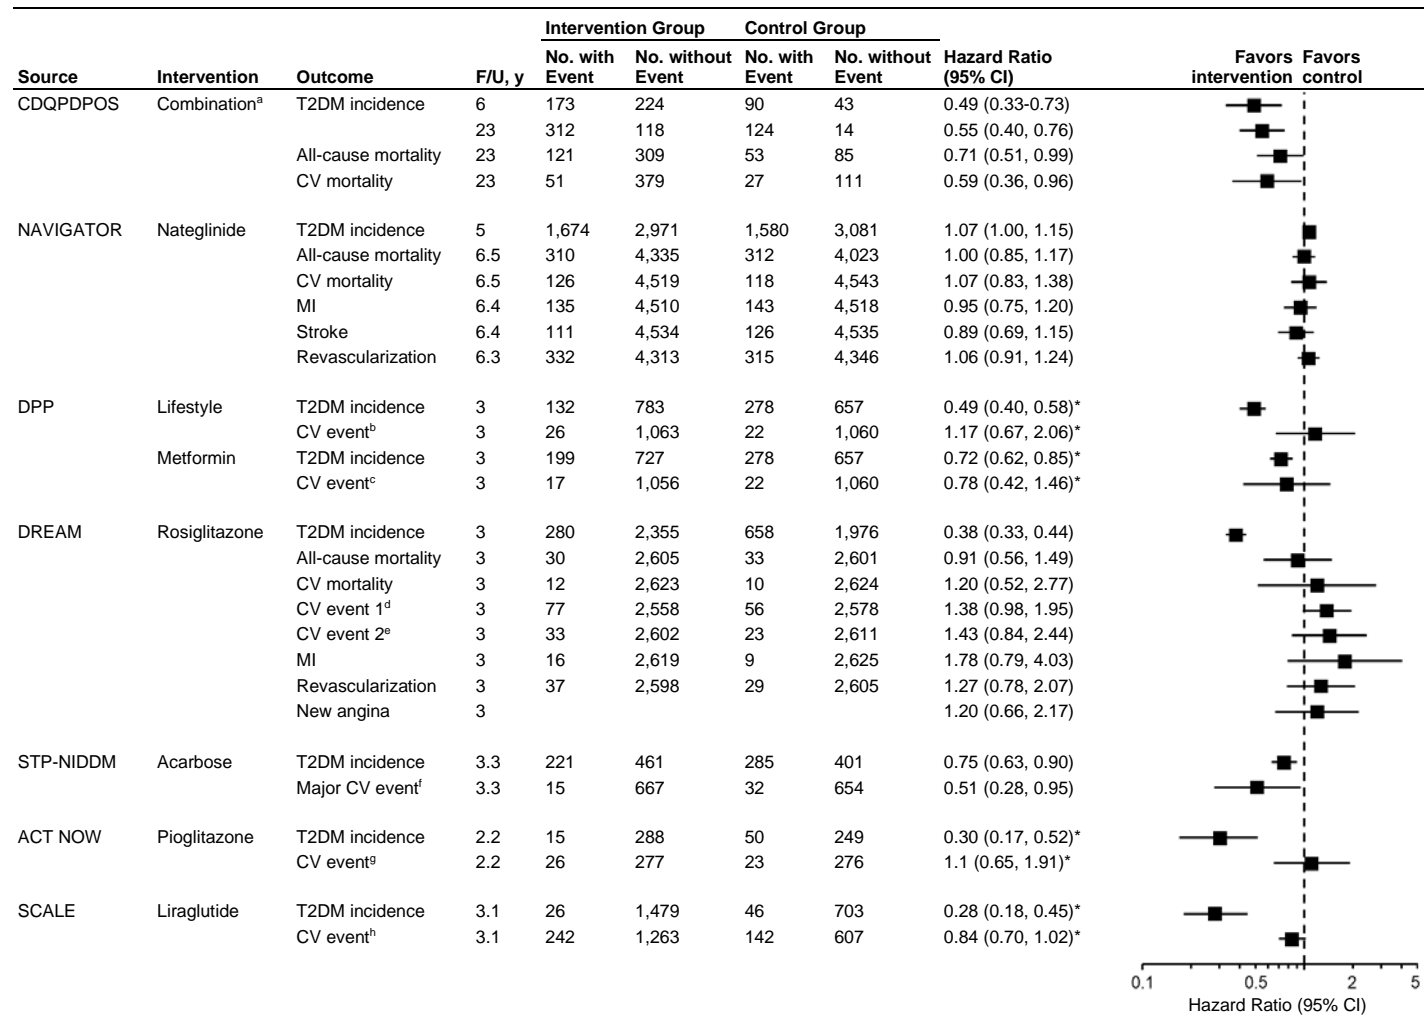 Intervention Group Control Group
Source Intervention Outcome F/U, y No. with Event No. without Event No. with Event No. without Event Hazard Ratio (95% CI) Favors intervention Favors control
CDQPDPOS Combinationᵃ T2DM incidence 6 173 224 90 43 0.49 (0.33-0.73)
23 312 118 124 14 0.55 (0.40, 0.76)
All-cause mortality 23 121 309 53 85 0.71 (0.51, 0.99)
CV mortality 23 51 379 27 111 0.59 (0.36, 0.96)
NAVIGATOR Nateglinide T2DM incidence 5 1,674 2,971 1,580 3,081 1.07 (1.00, 1.15)
All-cause mortality 6.5 310 4,335 312 4,023 1.00 (0.85, 1.17)
CV mortality 6.5 126 4,519 118 4,543 1.07 (0.83, 1.38)
MI 6.4 135 4,510 143 4,518 0.95 (0.75, 1.20)
Stroke 6.4 111 4,534 126 4,535 0.89 (0.69, 1.15)
Revascularization 6.3 332 4,313 315 4,346 1.06 (0.91, 1.24)
DPP Lifestyle T2DM incidence 3 132 783 278 657 0.49 (0.40, 0.58)*
CV eventᵇ 3 26 1,063 22 1,060 1.17 (0.67, 2.06)*
Metformin T2DM incidence 3 199 727 278 657 0.72 (0.62, 0.85)*
CV eventᶜ 3 17 1,056 22 1,060 0.78 (0.42, 1.46)*
DREAM Rosiglitazone T2DM incidence 3 280 2,355 658 1,976 0.38 (0.33, 0.44)
All-cause mortality 3 30 2,605 33 2,601 0.91 (0.56, 1.49)
CV mortality 3 12 2,623 10 2,624 1.20 (0.52, 2.77)
CV event 1ᵈ 3 77 2,558 56 2,578 1.38 (0.98, 1.95)
CV event 2ᵉ 3 33 2,602 23 2,611 1.43 (0.84, 2.44)
MI 3 16 2,619 9 2,625 1.78 (0.79, 4.03)
Revascularization 3 37 2,598 29 2,605 1.27 (0.78, 2.07)
New angina 3 1.20 (0.66, 2.17)
STP-NIDDM Acarbose T2DM incidence 3.3 221 461 285 401 0.75 (0.63, 0.90)
Major CV eventᶠ 3.3 15 667 32 654 0.51 (0.28, 0.95)
ACT NOW Pioglitazone T2DM incidence 2.2 15 288 50 249 0.30 (0.17, 0.52)*
CV eventᵍ 2.2 26 277 23 276 1.1 (0.65, 1.91)*
SCALE Liraglutide T2DM incidence 3.1 26 1,479 46 703 0.28 (0.18, 0.45)*
CV eventʰ 3.1 242 1,263 142 607 0.84 (0.70, 1.02)*
0.1 0.5 2 5
Hazard Ratio (95% CI)